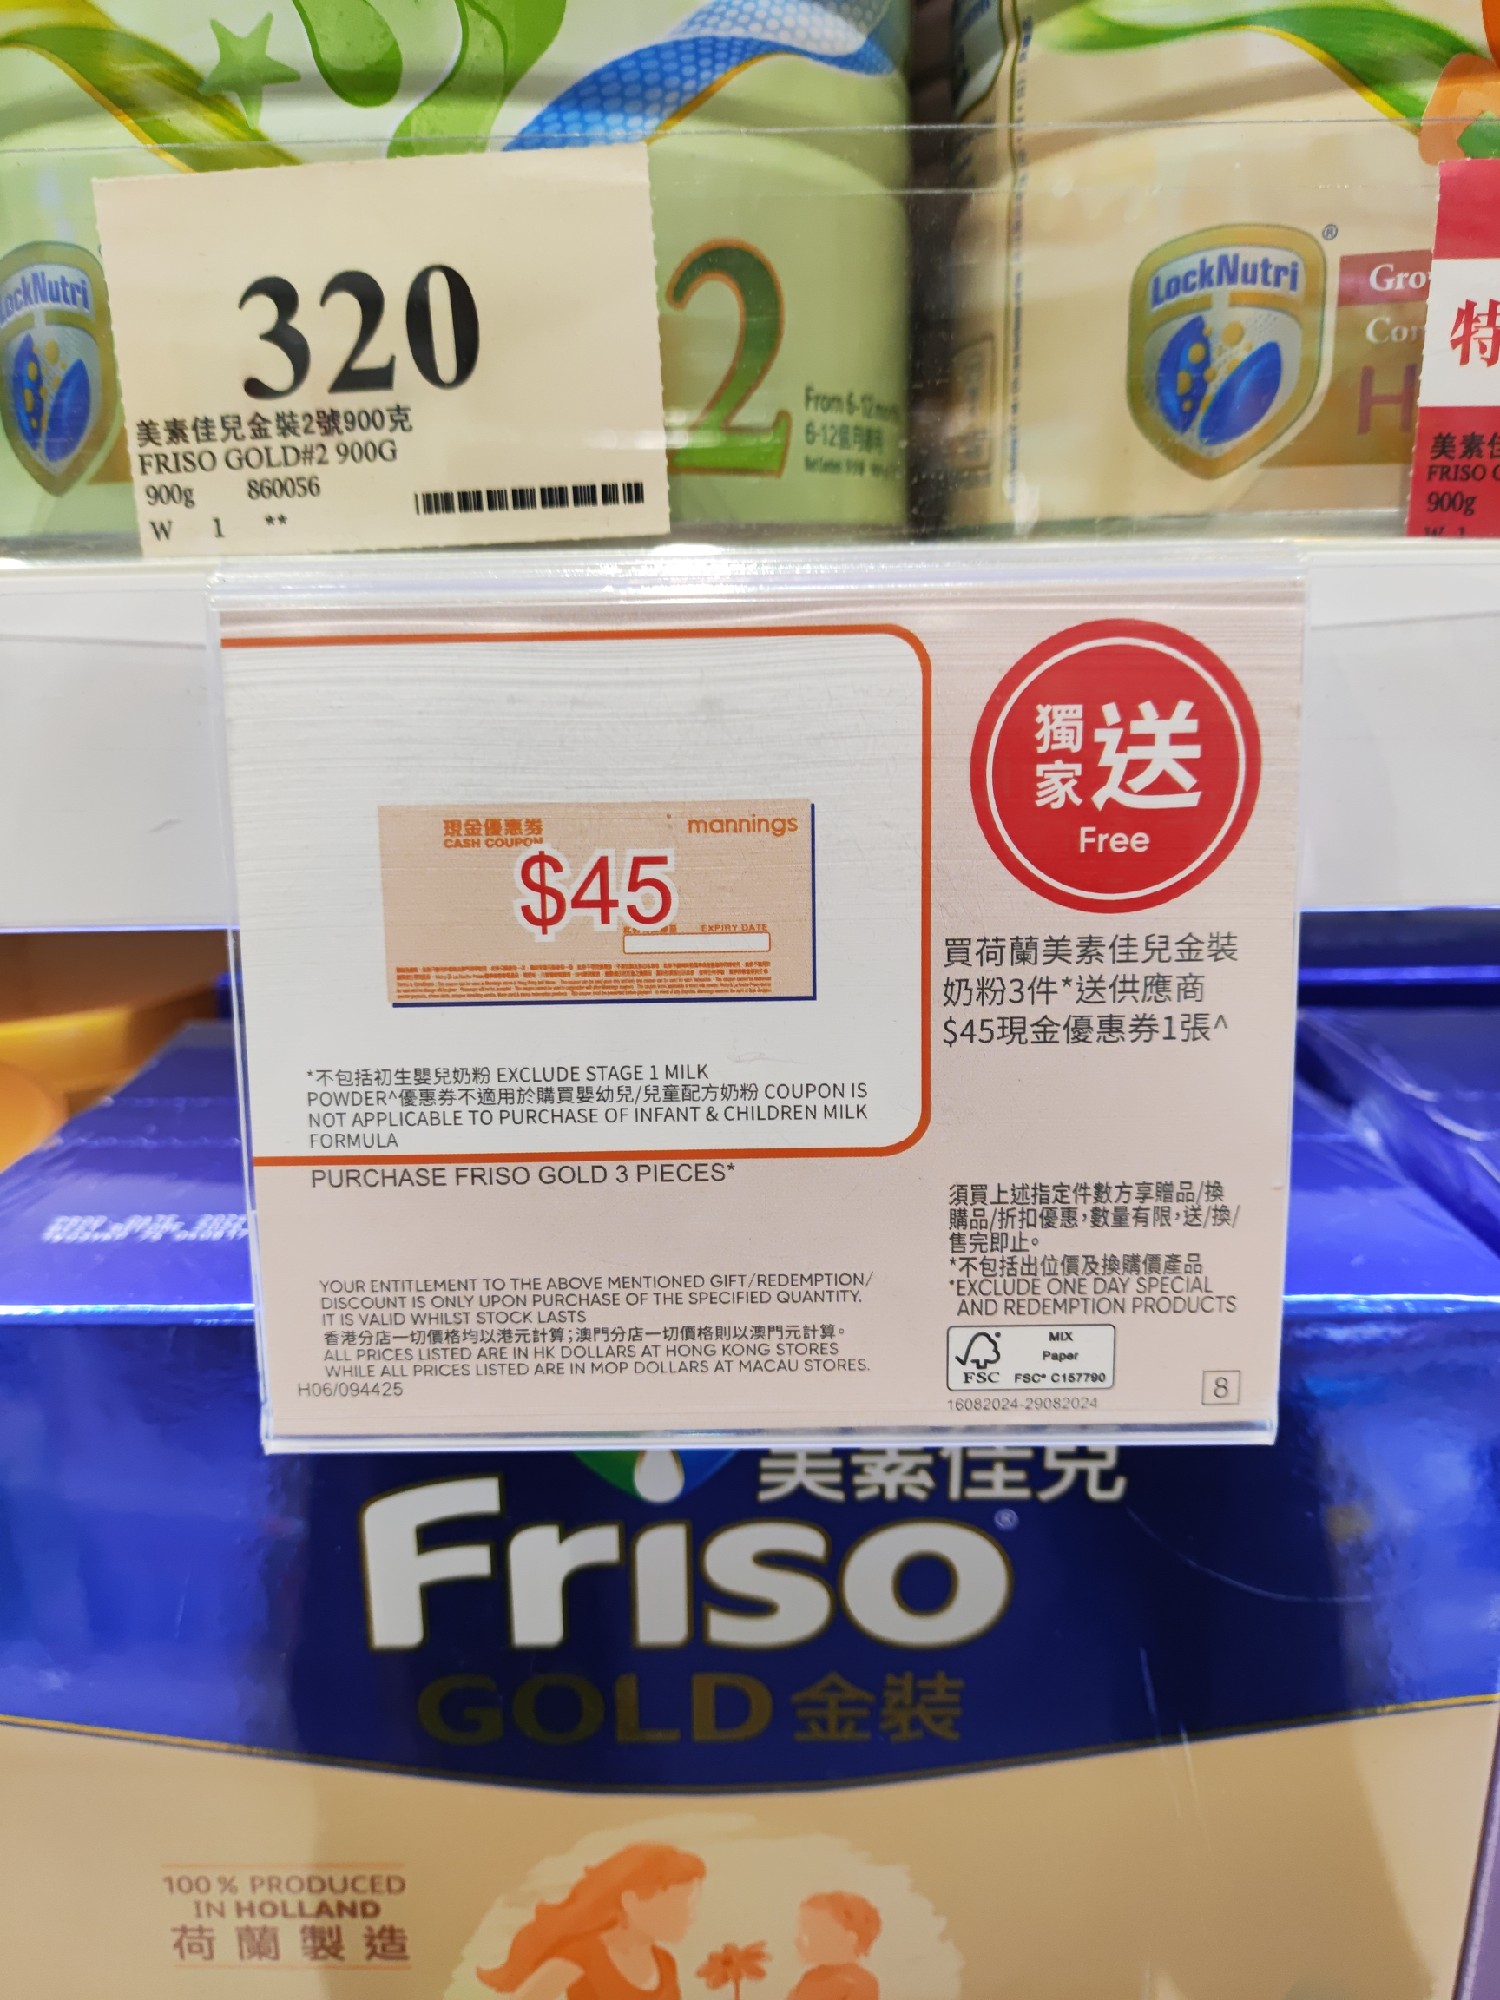 LockNutri
320
美素佳兒金裝2號900克
FRISO GOLD#2 900G
900g 860056
W 1 **
2
From 6-12
6-12個月
LockNutri®
特
美素佳
FRISO
900g
W 1
現金優惠券
CASH COUPON
mannings
$45
EXPIRY DATE
*不包括初生嬰兒奶粉 EXCLUDE STAGE 1 MILK
POWDER^優惠券不適用於購買嬰幼兒/兒童配方奶粉 COUPON IS
NOT APPLICABLE TO PURCHASE OF INFANT & CHILDREN MILK
FORMULA
PURCHASE FRISO GOLD 3 PIECES*
YOUR ENTITLEMENT TO THE ABOVE MENTIONED GIFT/REDEMPTION/
DISCOUNT IS ONLY UPON PURCHASE OF THE SPECIFIED QUANTITY.
IT IS VALID WHILST STOCK LASTS
香港分店一切價格均以港元計算;澳門分店一切價格則以澳門元計算。
ALL PRICES LISTED ARE IN HK DOLLARS AT HONG KONG STORES
WHILE ALL PRICES LISTED ARE IN MOP DOLLARS AT MACAU STORES.
H06/094425
獨家送
Free
買荷蘭美素佳兒金裝
奶粉3件*送供應商
$45現金優惠券1張^
須買上述指定件數方享贈品/換
購品/折扣優惠,數量有限,送/換/
售完即止。
*不包括出位價及換購價產品
*EXCLUDE ONE DAY SPECIAL
AND REDEMPTION PRODUCTS
FSC
MIX
Paper
FSC® C157790
16082024-29082024
8
美素佳兒
Friso®
GOLD 金裝
100% PRODUCED
IN HOLLAND
荷蘭製造